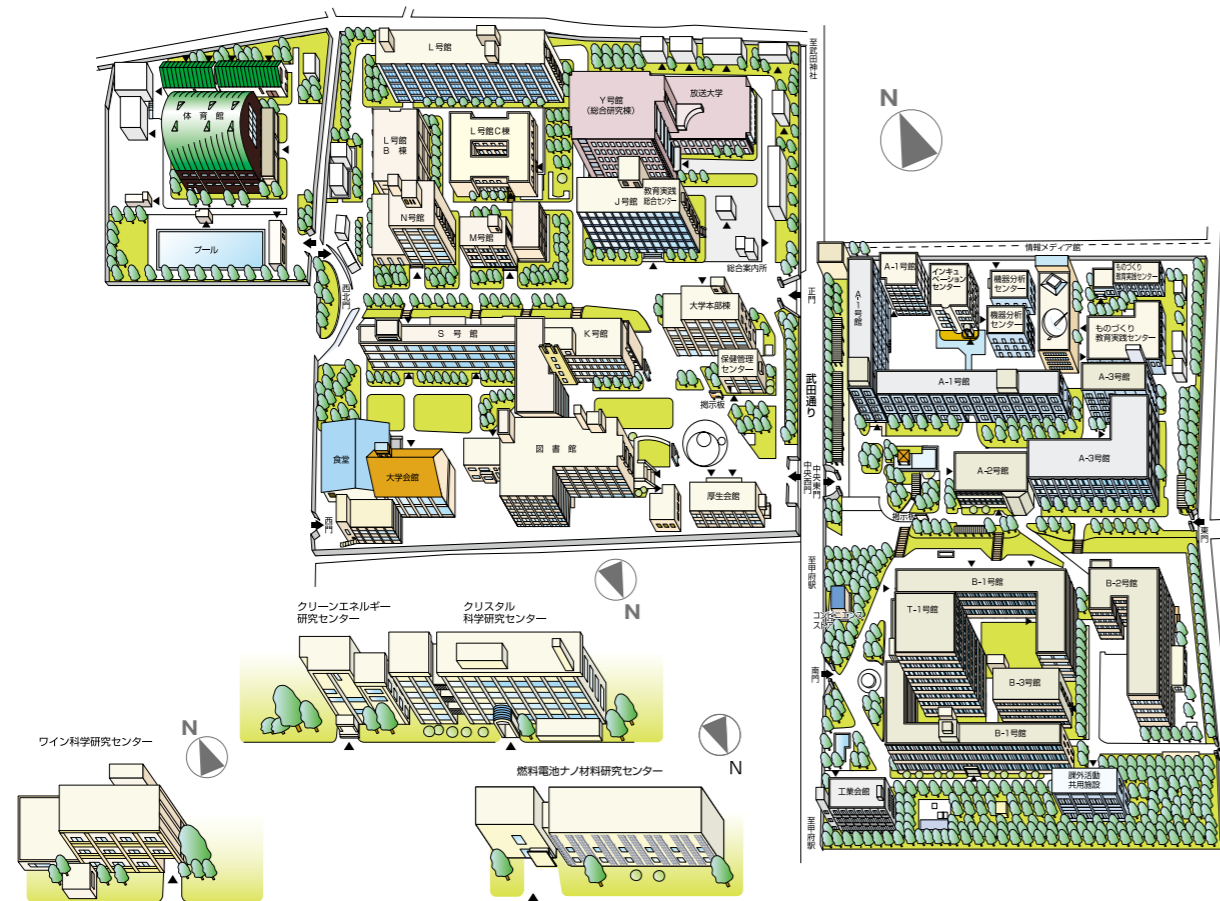 L号館
至武田神社
体育館
Y号館
(総合研究棟)
放送大学
L号館
B 棟
L号館C棟
N号館
M号館
J号館
教育実践
総合センター
プール
総合案内所
西北門
正門
大学本部棟
S 号 館
K号館
保健管理
センター
掲示板
武田通り
図 書 館
食堂
大学会館
厚生会館
西門
中央西門
中央東門
N
情報メディア館
A-1号館
A-1号館
インキュ
ベーション
センター
機器分析
センター
機器分析
センター
ものづくり
教育実践センター
ものづくり
教育実践センター
A-1号館
A-3号館
A-3号館
A-2号館
掲示板
東門
至甲府駅
B-1号館
B-2号館
T-1号館
南門
B-3号館
B-1号館
課外活動
共用施設
工業会館
至甲府駅
N
クリーンエネルギー
研究センター
クリスタル
科学研究センター
N
ワイン科学研究センター
N
燃料電池ナノ材料研究センター